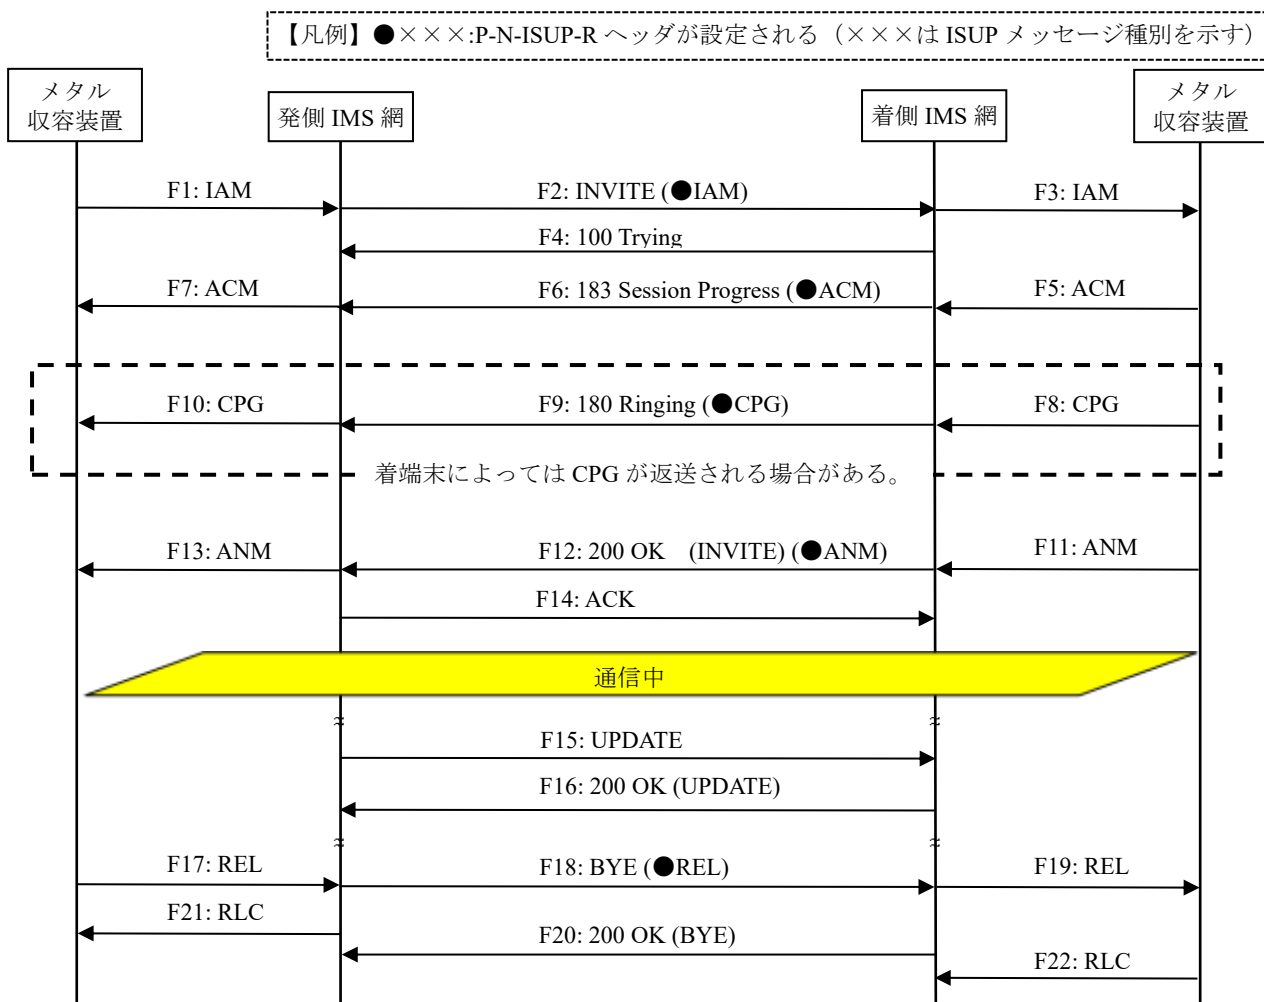 【凡例】●×××:P-N-ISUP-R ヘッダが設定される（×××は ISUP メッセージ種別を示す）
メタル
収容装置
発側 IMS 網
着側 IMS 網
メタル
収容装置
F1: IAM
F2: INVITE (●IAM)
F3: IAM
F4: 100 Trying
F7: ACM
F6: 183 Session Progress (●ACM)
F5: ACM
F10: CPG
F9: 180 Ringing (●CPG)
F8: CPG
着端末によっては CPG が返送される場合がある。
F13: ANM
F12: 200 OK　(INVITE) (●ANM)
F11: ANM
F14: ACK
通信中
≈
≈
F15: UPDATE
F16: 200 OK (UPDATE)
≈
≈
F17: REL
F18: BYE (●REL)
F19: REL
F21: RLC
F20: 200 OK (BYE)
F22: RLC